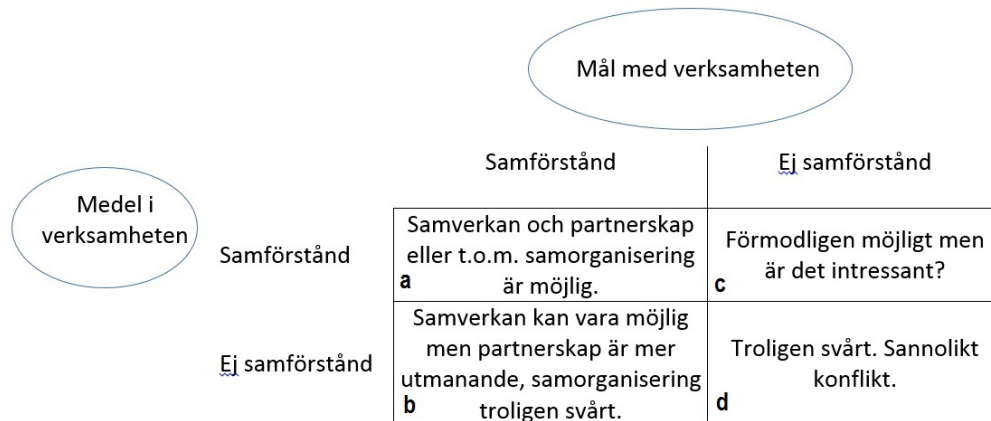 Mål med verksamheten
Samförstånd
Ej samförstånd
Medel i
verksamheten
Samförstånd
Samverkan och partnerskap
eller t.o.m. samorganisering
är möjlig.
a
Förmodligen möjligt men
är det intressant?
c
Ej samförstånd
Samverkan kan vara möjlig
men partnerskap är mer
utmanande, samorganisering
troligen svårt.
b
Troligen svårt. Sannolikt
konflikt.
d